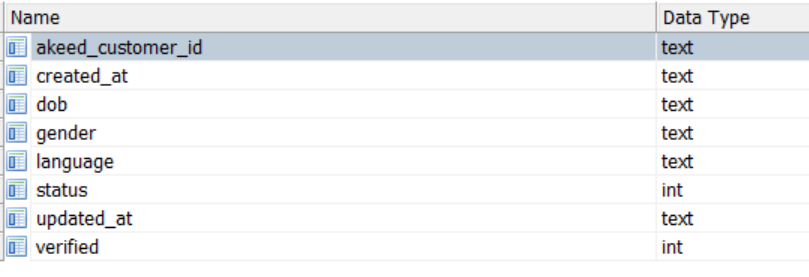 Name Data Type
akeed_customer_id text
created_at text
dob text
gender text
language text
status int
updated_at text
verified int